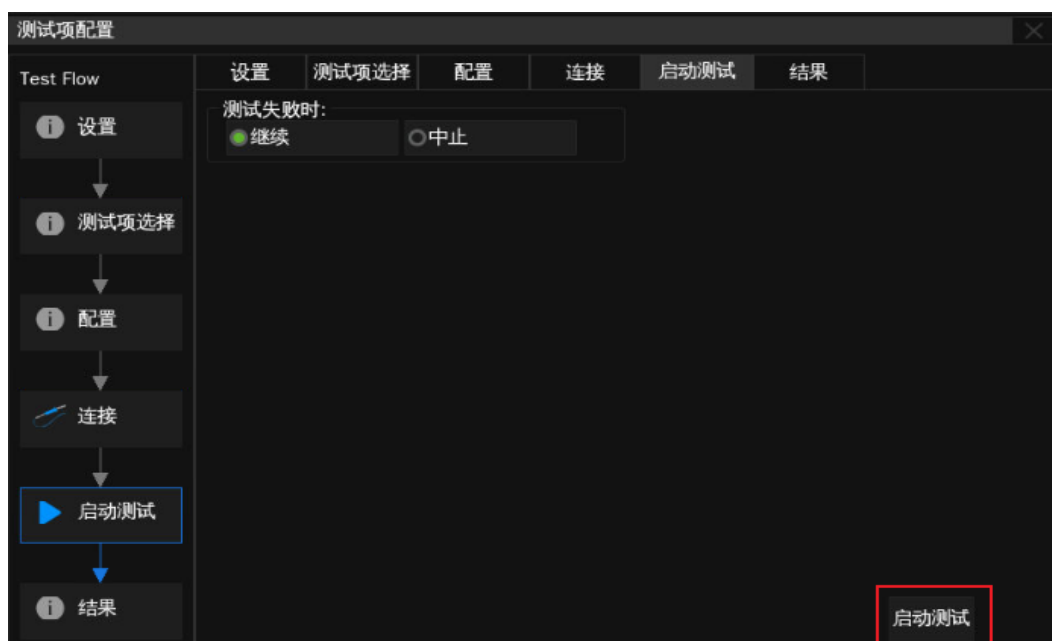 测试项配置
Test Flow
设置
测试项选择
配置
连接
启动测试
结果
设置 测试项选择 配置 连接 启动测试 结果
测试失败时:
继续 中止
启动测试